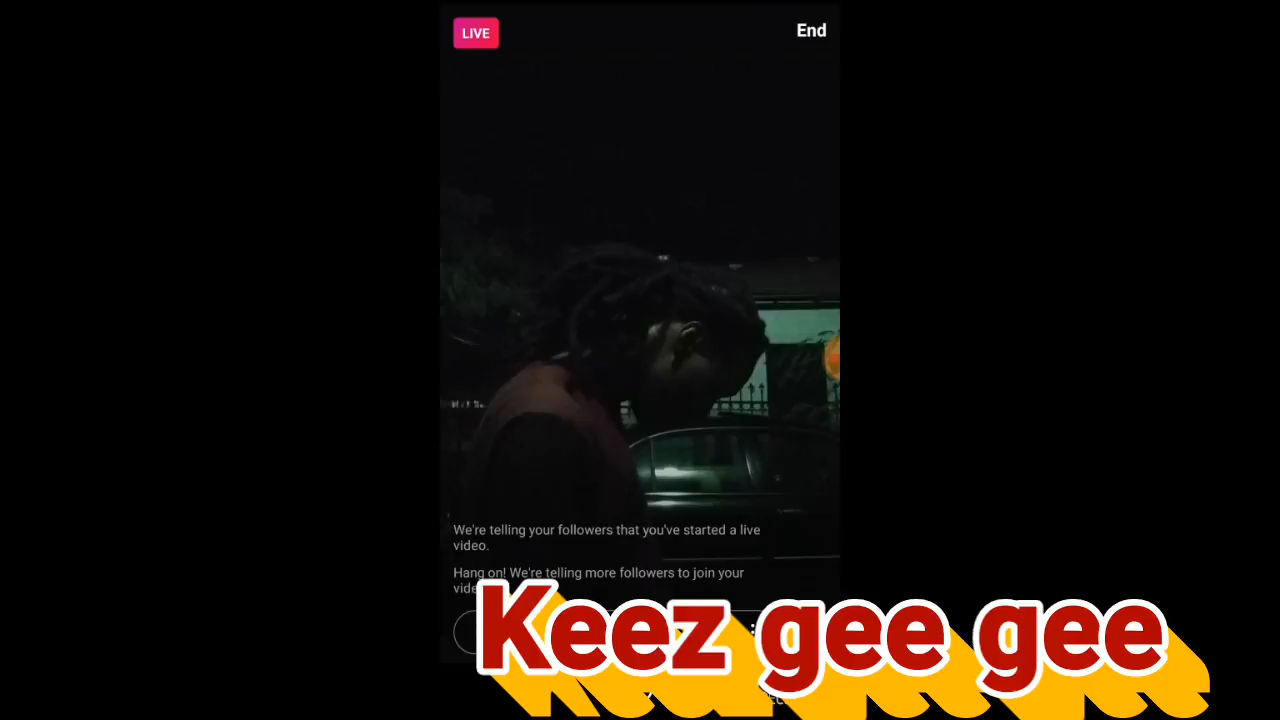 LIVE
End
We're telling your followers that you've started a live
video.
Hang on! We're telling more followers to join your
Keez gee gee